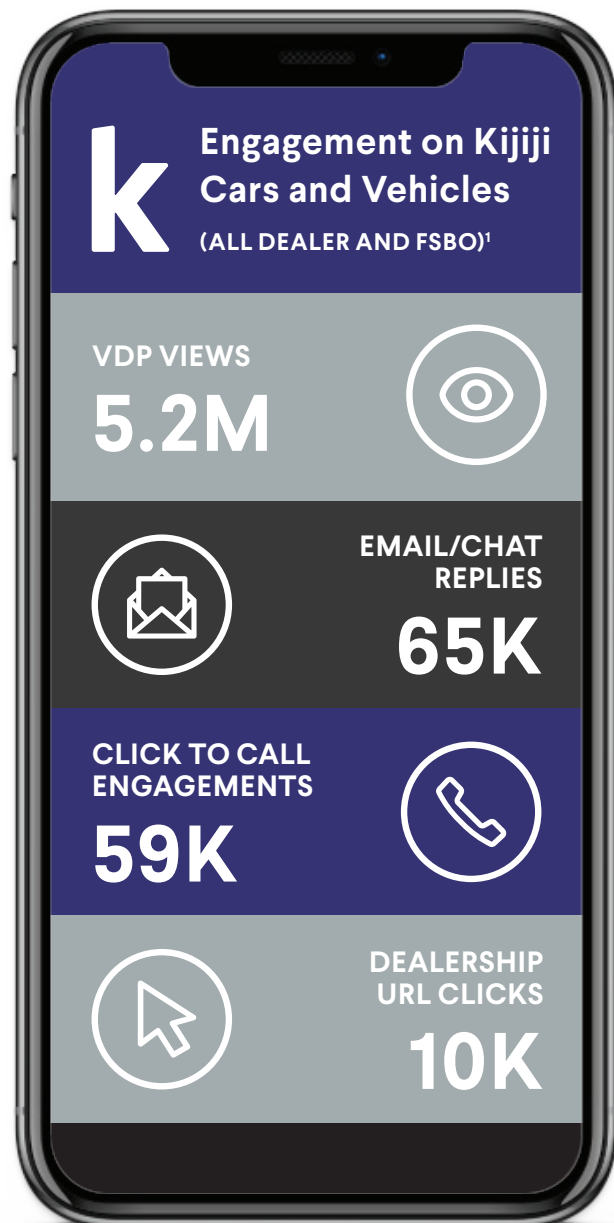 k
Engagement on Kijiji
Cars and Vehicles
(ALL DEALER AND FSBO)¹
VDP VIEWS
5.2M
EMAIL/CHAT
REPLIES
65K
CLICK TO CALL
ENGAGEMENTS
59K
DEALERSHIP
URL CLICKS
10K